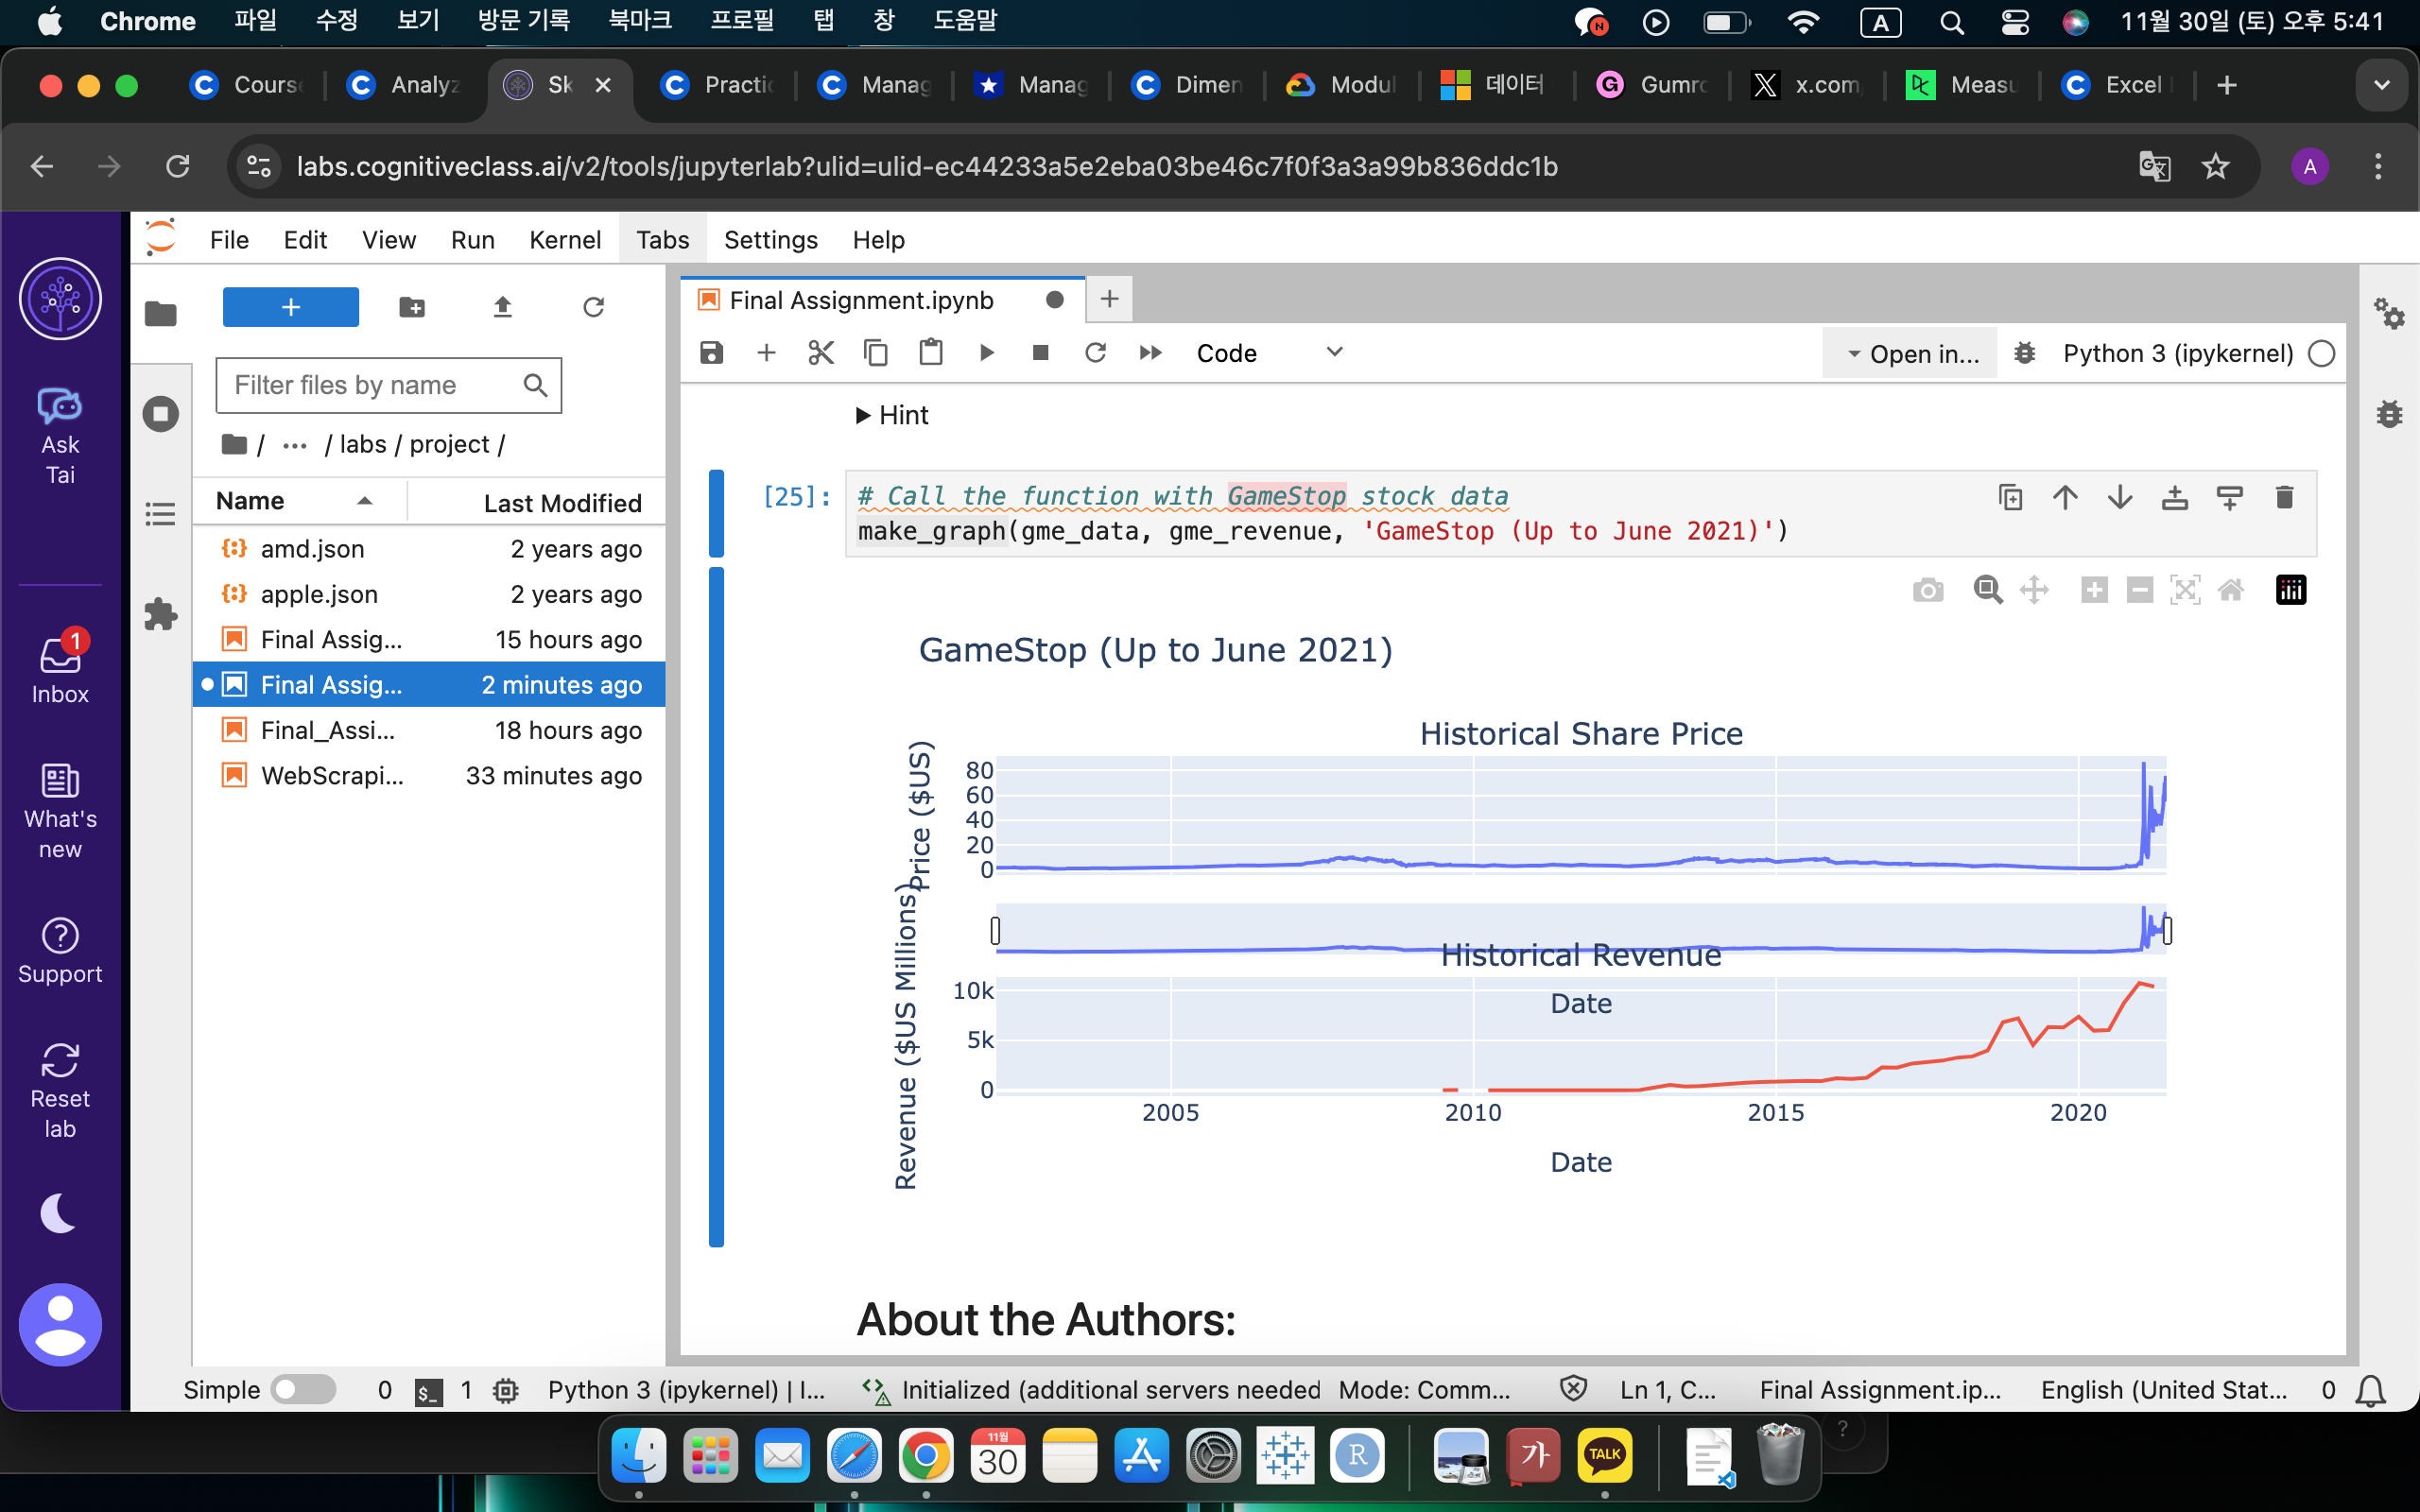 Chrome 파일 수정 보기 방문 기록 북마크 프로필 탭 창 도움말 A 11월 30일 (토) 오후 5:41
Cours Analyz Sk Practic Manag Manag Dimen Modul 데이터 Gumro x.com Measu Excel
labs.cognitiveclass.ai/v2/tools/jupyterlab?ulid=ulid-ec44233a5e2eba03be46c7f0f3a3a99b836ddc1b A
File Edit View Run Kernel Tabs Settings Help
Ask
Tai
1
Inbox
What's
new
Support
Reset
lab
Filter files by name
/ ... / labs / project /
Name Last Modified
amd.json 2 years ago
apple.json 2 years ago
Final Assig... 15 hours ago
Final Assig... 2 minutes ago
Final_Assi... 18 hours ago
WebScrapi... 33 minutes ago
Final Assignment.ipynb
Code Open in... Python 3 (ipykernel)
Hint
[25]: # Call the function with GameStop stock data
make_graph(gme_data, gme_revenue, 'GameStop (Up to June 2021)')
GameStop (Up to June 2021)
Historical Share Price
Price ($US)
80
60
40
20
0
Historical Revenue
Revenue ($US Millions)
Date
10k
5k
0
2005 2010 2015 2020
Date
About the Authors:
Simple 0 1 Python 3 (ipykernel) | I... Initialized (additional servers needed Mode: Comm... Ln 1, C... Final Assignment.ip... English (United Stat... 0
11월
30
R
가
TALK
?